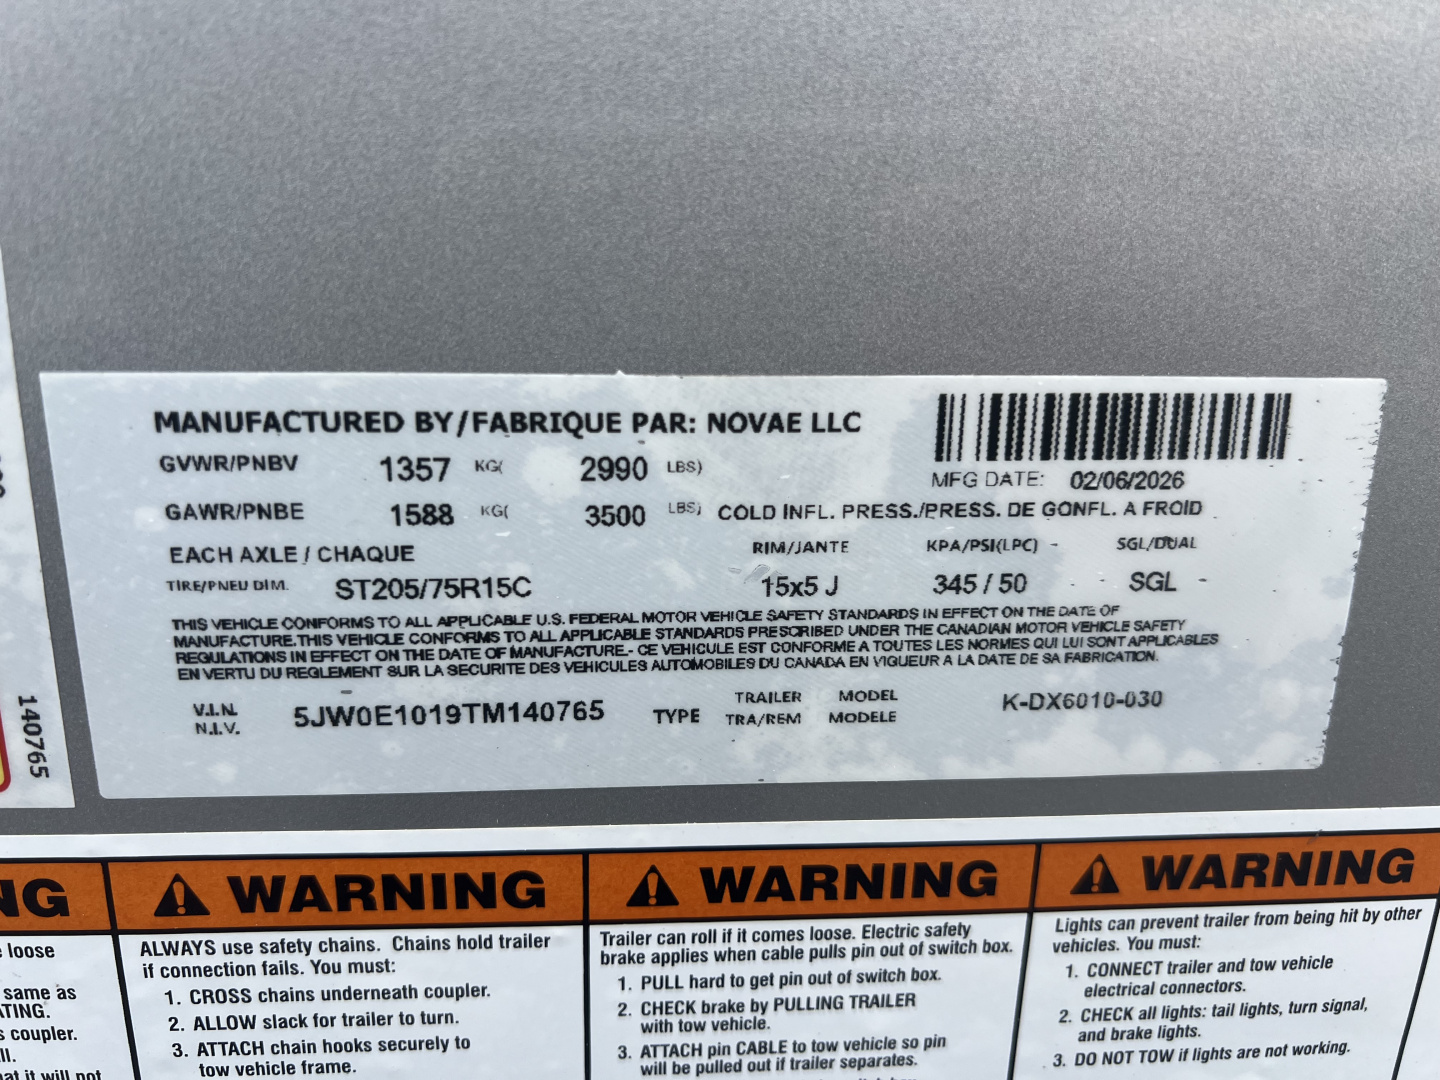 MANUFACTURED BY/FABRIQUE PAR: NOVAE LLC
GVWR/PNBV 1357 KG( 2990 LBS)
MFG DATE: 02/06/2026
GAWR/PNBE 1588 KG( 3500 LBS) COLD INFL. PRESS./PRESS. DE GONFL. A FROID
EACH AXLE / CHAQUE RIM/JANTE KPA/PSI(LPC) - SGL/DUAL
TIRE/PNEU DIM. ST205/75R15C 15x5 J 345 / 50 - SGL -
THIS VEHICLE CONFORMS TO ALL APPLICABLE U.S. FEDERAL MOTOR VEHICLE SAFETY STANDARDS IN EFFECT ON THE DATE OF
MANUFACTURE.THIS VEHICLE CONFORMS TO ALL APPLICABLE STANDARDS PRESCRIBED UNDER THE CANADIAN MOTOR VEHICLE SAFETY
REGULATIONS IN EFFECT ON THE DATE OF MANUFACTURE.- CE VEHICULE EST CONFORME A TOUTES LES NORMES QUI LUI SONT APPLICABLES
EN VERTU DU REGLEMENT SUR LA SECURITE DES VEHICULES AUTOMOBILES DU CANADA EN VIGUEUR A LA DATE DE SA FABRICATION.
V.I.N. 5JW0E1019TM140765 TYPE TRAILER MODEL K-DX6010-030
N.I.V. TRA/REM MODELE
140765
NG
loose
same as
TING.
coupler.
at it will not
WARNING
ALWAYS use safety chains. Chains hold trailer
if connection fails. You must:
1. CROSS chains underneath coupler.
2. ALLOW slack for trailer to turn.
3. ATTACH chain hooks securely to
tow vehicle frame.
WARNING
Trailer can roll if it comes loose. Electric safety
brake applies when cable pulls pin out of switch box.
1. PULL hard to get pin out of switch box.
2. CHECK brake by PULLING TRAILER
with tow vehicle.
3. ATTACH pin CABLE to tow vehicle so pin
will be pulled out if trailer separates.
WARNING
Lights can prevent trailer from being hit by other
vehicles. You must:
1. CONNECT trailer and tow vehicle
electrical connectors.
2. CHECK all lights: tail lights, turn signal,
and brake lights.
3. DO NOT TOW if lights are not working.